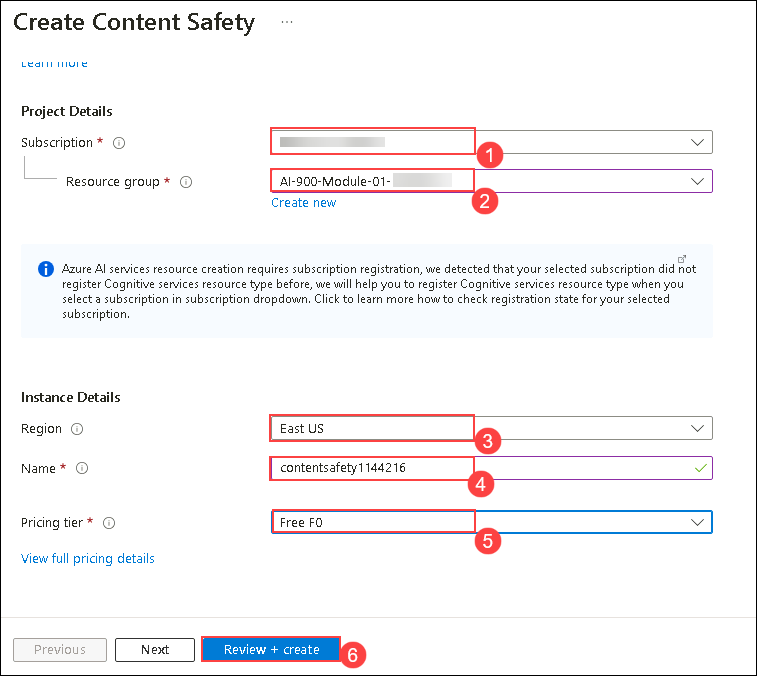 Create Content Safety ...
Learn more
Project Details
Subscription *
1
Resource group * AI-900-Module-01-
2
Create new
Azure AI services resource creation requires subscription registration, we detected that your selected subscription did not
register Cognitive services resource type before, we will help you to register Cognitive services resource type when you
select a subscription in subscription dropdown. Click to learn more how to check registration state for your selected
subscription.
Instance Details
Region East US
3
Name * contentsafety1144216
4
Pricing tier * Free F0
5
View full pricing details
Previous Next Review + create 6